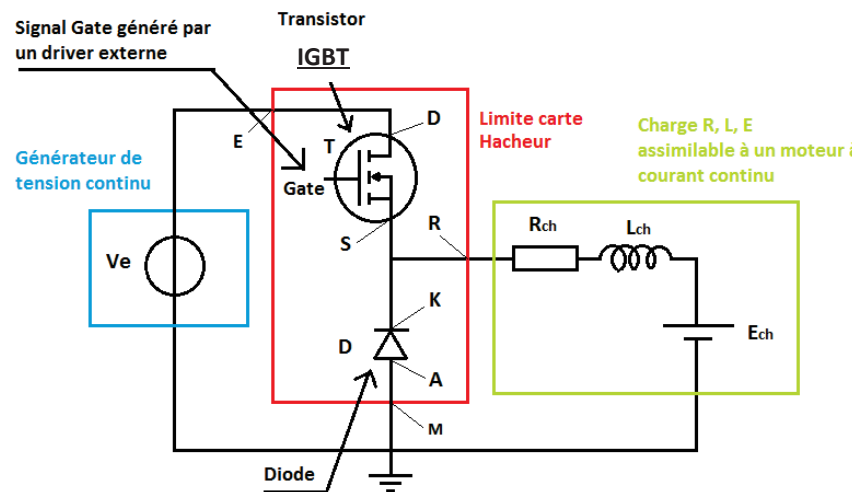 Transistor
IGBT
Signal Gate généré par
un driver externe
Limite carte
Hacheur
Charge R, L, E
assimilable à un moteur à
courant continu
Générateur de
tension continu
E
T
D
Gate
S
R
Rch
Lch
Ve
K
D
A
Ech
M
Diode